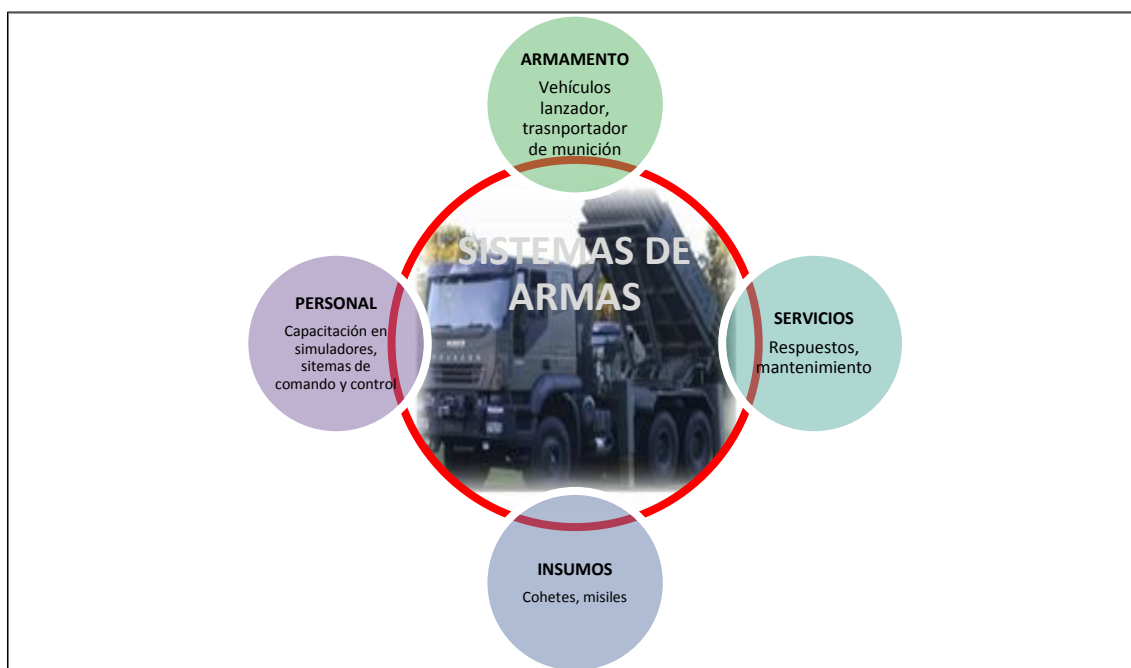 ARMAMENTO
Vehículos
lanzador,
trasnportador
de munición
SISTEMAS DE
ARMAS
PERSONAL
Capacitación en
simuladores,
sitemas de
comando y control
SERVICIOS
Respuestos,
mantenimiento
INSUMOS
Cohetes, misiles